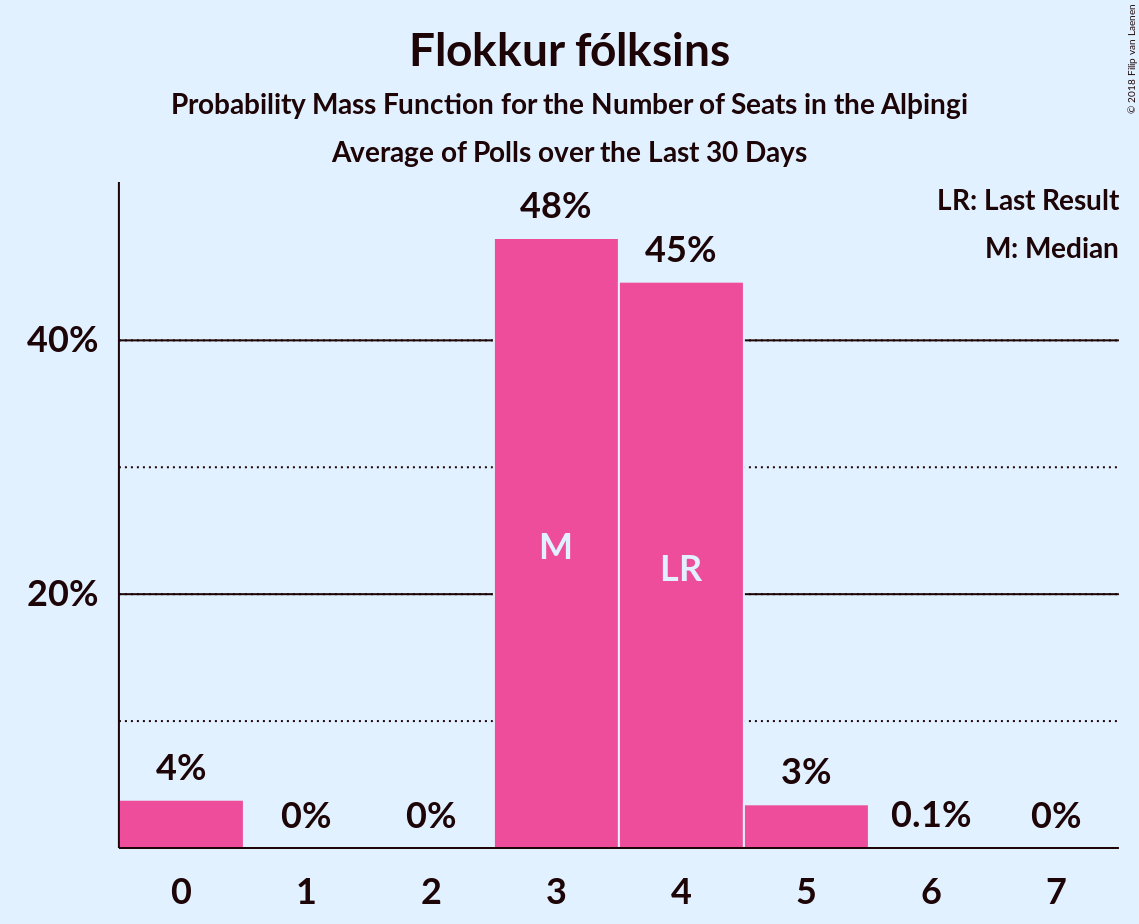 Flokkur fólksins
Probability Mass Function for the Number of Seats in the Alþingi
Average of Polls over the Last 30 Days
© 2018 Filip van Laenen
LR: Last Result
M: Median
48%
45%
40%
M
LR
20%
4%
0%
0%
3%
0.1%
0%
0
1
2
3
4
5
6
7